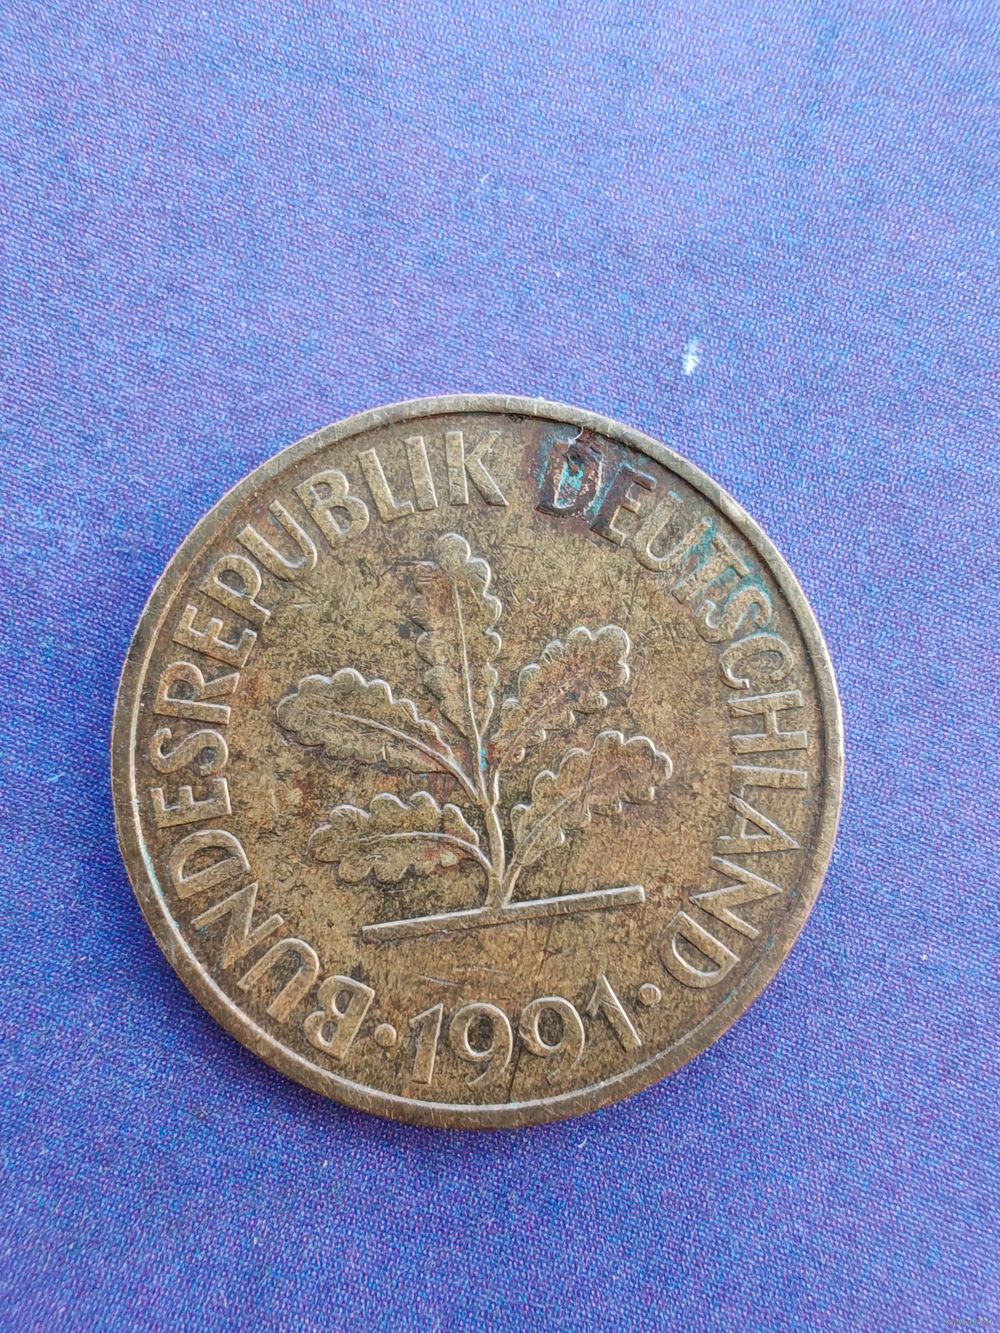 BUNDESREPUBLIK DEUTSCHLAND
· 1991 ·